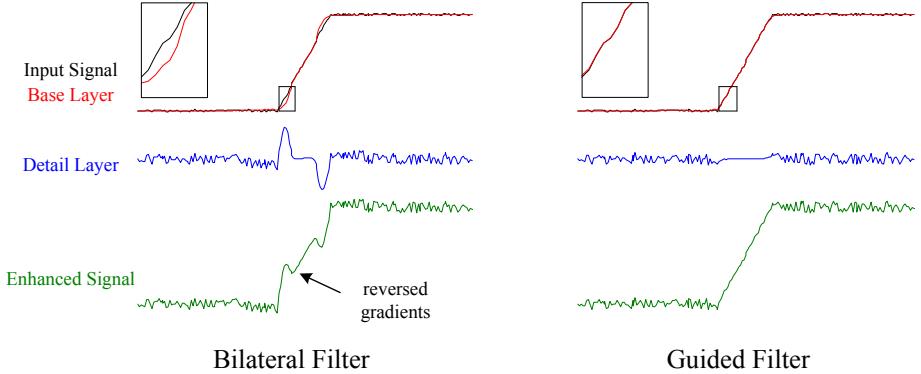 Input Signal
Base Layer
Detail Layer
Enhanced Signal
reversed
gradients
Bilateral Filter
Guided Filter